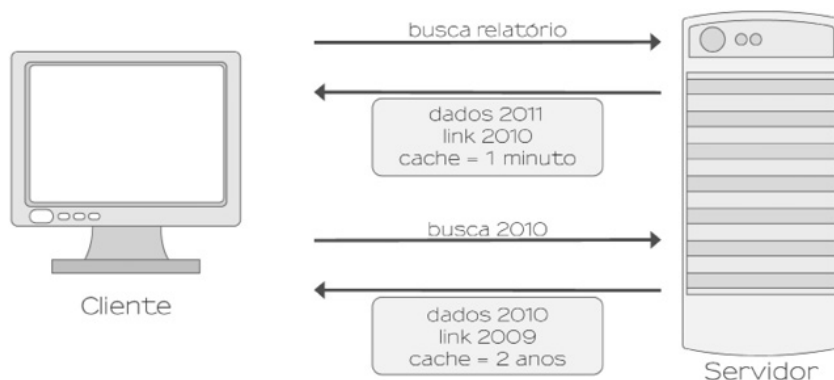 busca relatório
dados 2011
link 2010
cache = 1 minuto
busca 2010
dados 2010
link 2009
cache = 2 anos
Cliente
Servidor